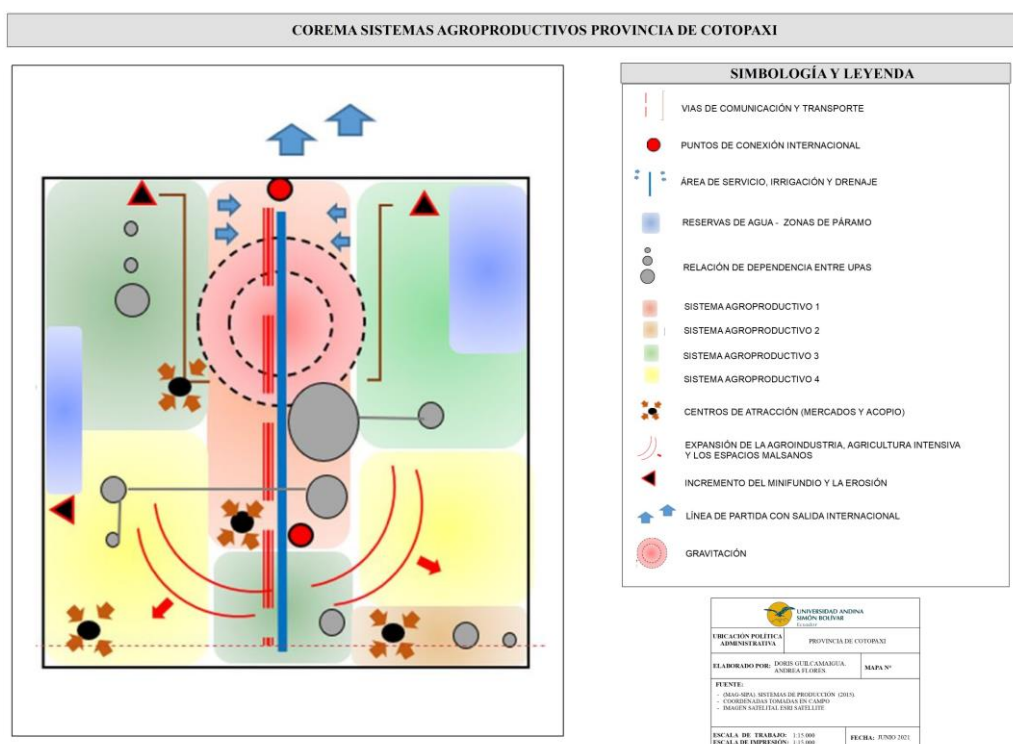 COREMA SISTEMAS AGROPRODUCTIVOS PROVINCIA DE COTOPAXI
SIMBOLOGÍA Y LEYENDA
VIAS DE COMUNICACIÓN Y TRANSPORTE
PUNTOS DE CONEXIÓN INTERNACIONAL
ÁREA DE SERVICIO, IRRIGACIÓN Y DRENAJE
RESERVAS DE AGUA - ZONAS DE PÁRAMO
RELACIÓN DE DEPENDENCIA ENTRE UPAS
SISTEMA AGROPRODUCTIVO 1
SISTEMA AGROPRODUCTIVO 2
SISTEMA AGROPRODUCTIVO 3
SISTEMA AGROPRODUCTIVO 4
CENTROS DE ATRACCIÓN (MERCADOS Y ACOPIO)
EXPANSIÓN DE LA AGROINDUSTRIA, AGRICULTURA INTENSIVA
Y LOS ESPACIOS MALSANOS
INCREMENTO DEL MINIFUNDIO Y LA EROSIÓN
LÍNEA DE PARTIDA CON SALIDA INTERNACIONAL
GRAVITACIÓN
UNIVERSIDAD ANDINA
SIMÓN BOLÍVAR
Ecuador
UBICACIÓN POLÍTICA
ADMINISTRATIVA
PROVINCIA DE COTOPAXI
ELABORADO POR: DORIS GUILCAMAIGUA.
ANDREA FLORES.
MAPA Nº
FUENTE:
- (MAG-SIPA) SISTEMAS DE PRODUCCIÓN (2015).
- COORDENADAS TOMADAS EN CAMPO
- IMAGEN SATELITAL ESRI SATELLITE
ESCALA DE TRABAJO: 1:15 000
ESCALA DE IMPRESIÓN: 1:15 000
FECHA: JUNIO 2021